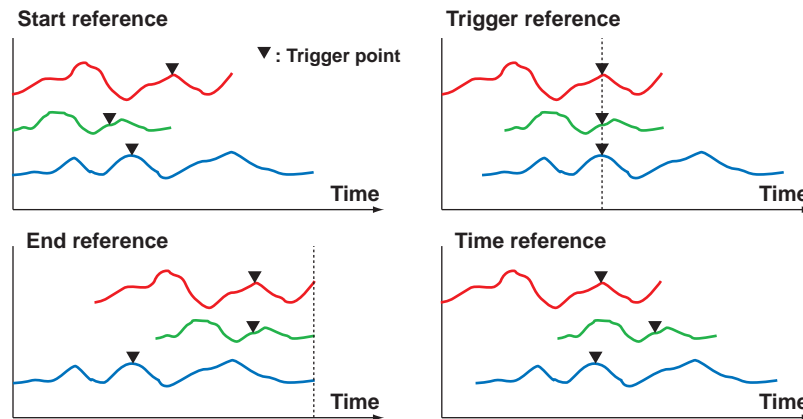 Start reference
▼: Trigger point
Time
Trigger reference
Time
End reference
Time
Time reference
Time